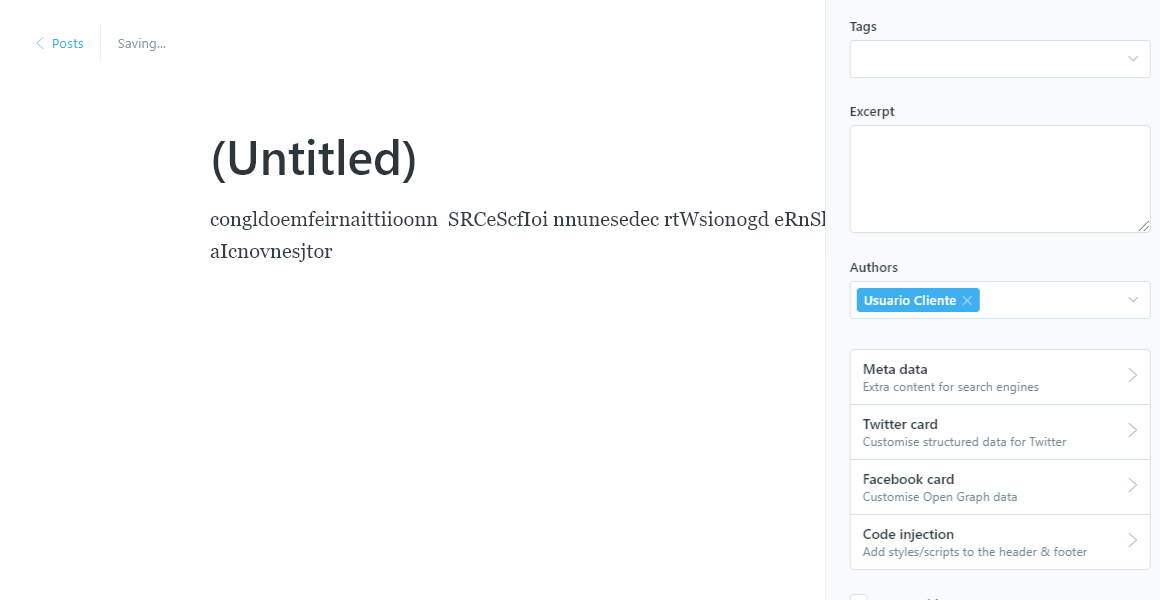 Posts
Saving...
(Untitled)
congldoemfeirnaittiioonn SRCeScfIoi nnunesedec rtWsionogd
aIcnovnesjtor
Tags
Excerpt
Authors
Usuario Cliente
Meta data
Extra content for search engines
Twitter card
Customise structured data for Twitter
Facebook card
Customise Open Graph data
Code injection
Add styles/scripts to the header & footer